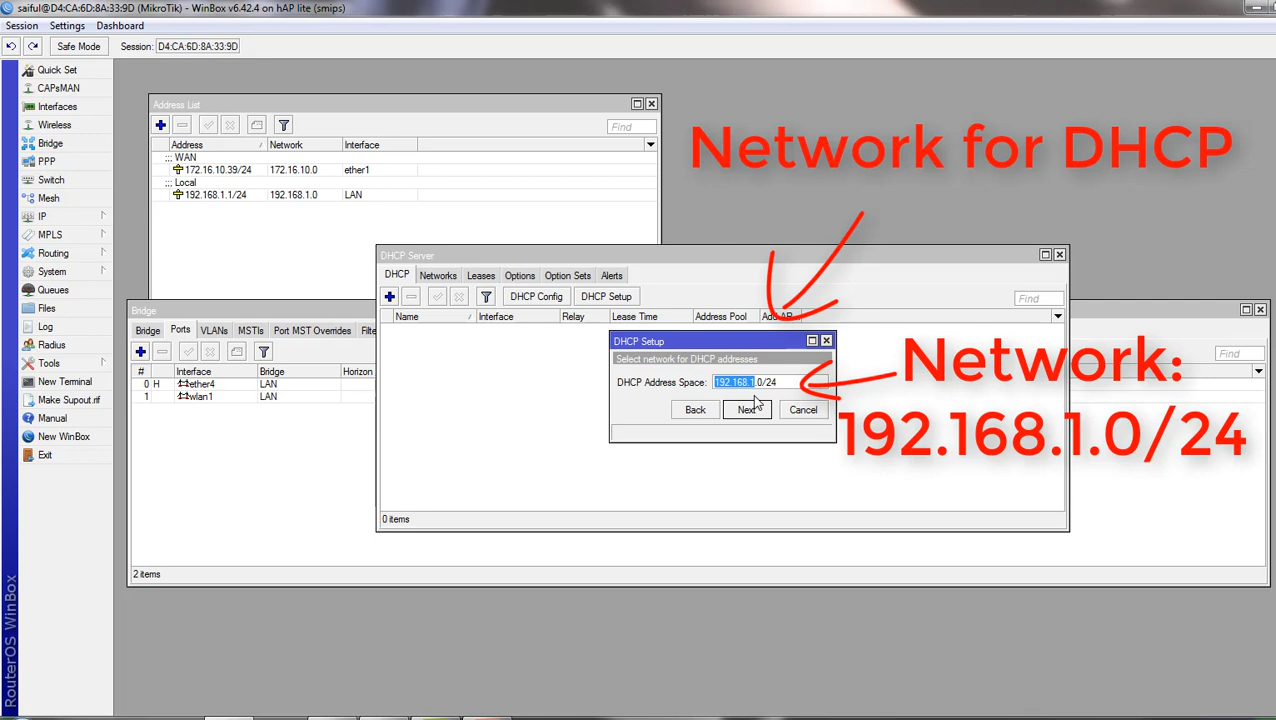 saiful@D4:CA:6D:8A:33:9D (MikroTik) - WinBox v6.42.4 on hAP lite (smips)
Session Settings Dashboard
Safe Mode Session: D4:CA:6D:8A:33:9D
Quick Set
CAPsMAN
Interfaces
Wireless
Bridge
PPP
Switch
Mesh
IP
MPLS
Routing
System
Queues
Files
Log
Radius
Tools
New Terminal
Make Supout.rif
Manual
New WinBox
Exit
RouterOS WinBox
Address List
Find
Address / Network Interface
;;; WAN
172.16.10.39/24 172.16.10.0 ether1
;;; Local
192.168.1.1/24 192.168.1.0 LAN
Network for DHCP
DHCP Server
DHCP Networks Leases Options Option Sets Alerts
DHCP Config DHCP Setup Find
Name / Interface Relay Lease Time Address Pool Add AR...
0 items
DHCP Setup
Select network for DHCP addresses
DHCP Address Space: 192.168.1.0/24
Back Next Cancel
Network:
192.168.1.0/24
Bridge
Bridge Ports VLANs MSTIs Port MST Overrides Filte
Find
# Interface Bridge Horizon
0 H ether4 LAN
1 wlan1 LAN
2 items